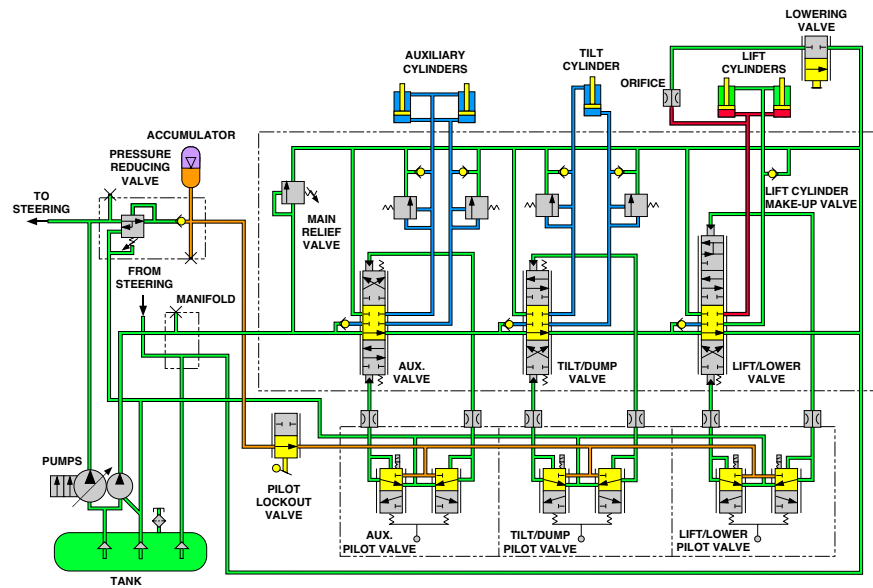 LOWERING
VALVE
AUXILIARY
CYLINDERS
TILT
CYLINDER
LIFT
CYLINDERS
ORIFICE
ACCUMULATOR
PRESSURE
REDUCING
VALVE
TO
STEERING
MAIN
RELIEF
VALVE
LIFT CYLINDER
MAKE-UP VALVE
FROM
STEERING
MANIFOLD
AUX.
VALVE
TILT/DUMP
VALVE
LIFT/LOWER
VALVE
PUMPS
PILOT
LOCKOUT
VALVE
AUX.
PILOT VALVE
TILT/DUMP
PILOT VALVE
LIFT/LOWER
PILOT VALVE
TANK